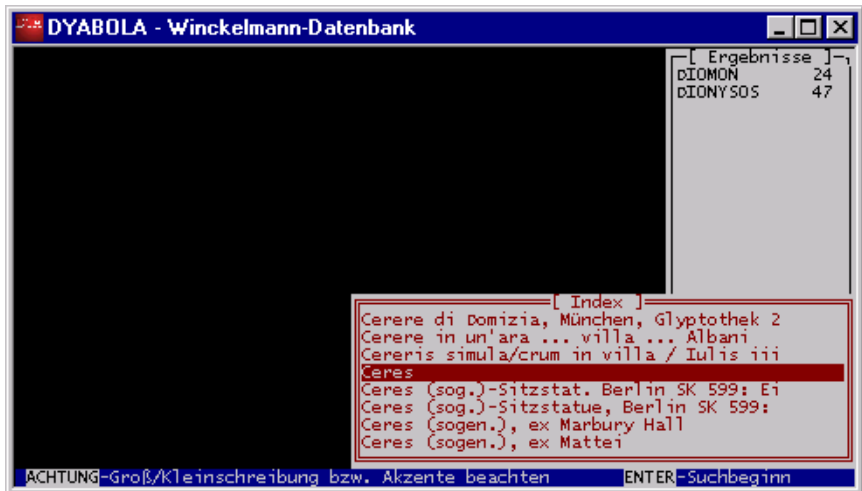 DYABOLA - Winckelmann-Datenbank
[ Ergebnisse ]
DIOMON 24
DIONYSOS 47
[ Index ]
Cerere di Domizia, München, Glyptothek 2
Cerere in un'ara ... villa ... Albani
Cereris simula/crum in villa / Iulis iii
Ceres
Ceres (sog.)-Sitzstat. Berlin SK 599: Ei
Ceres (sog.)-Sitzstatue, Berlin SK 599:
Ceres (sogen.), ex Marbury Hall
Ceres (sogen.), ex Mattei
ACHTUNG-Groß/Kleinschreibung bzw. Akzente beachten ENTER-Suchbeginn